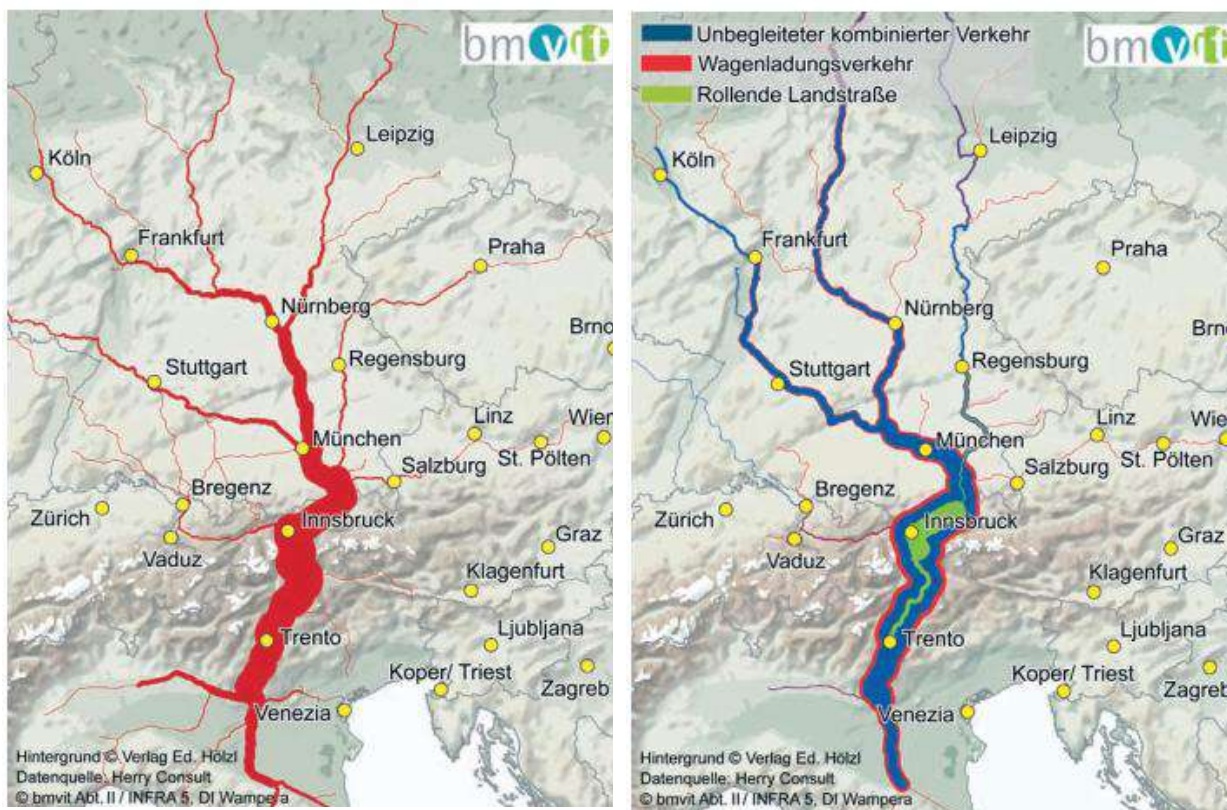 bmvit
Leipzig
Köln
Frankfurt
Praha
Nürnberg
Brno
Stuttgart
Regensburg
Linz
Wien
München
St. Pölten
Salzburg
Bregenz
Zürich
Innsbruck
Vaduz
Graz
Klagenfurt
Trento
Ljubljana
Koper/ Triest
Zagreb
Venezia
Hintergrund © Verlag Ed. Hölzl
Datenquelle: Herry Consult
© bmvit Abt. II / INFRA 5, DI Wampera
Unbegleiteter kombinierter Verkehr
Wagenladungsverkehr
Rollende Landstraße
bmvit
Leipzig
Köln
Frankfurt
Praha
Nürnberg
Brno
Stuttgart
Regensburg
Linz
Wien
München
St. Pölten
Salzburg
Bregenz
Zürich
Innsbruck
Vaduz
Graz
Klagenfurt
Trento
Ljubljana
Koper/ Triest
Zagreb
Venezia
Hintergrund © Verlag Ed. Hölzl
Datenquelle: Herry Consult
© bmvit Abt. II / INFRA 5, DI Wampera